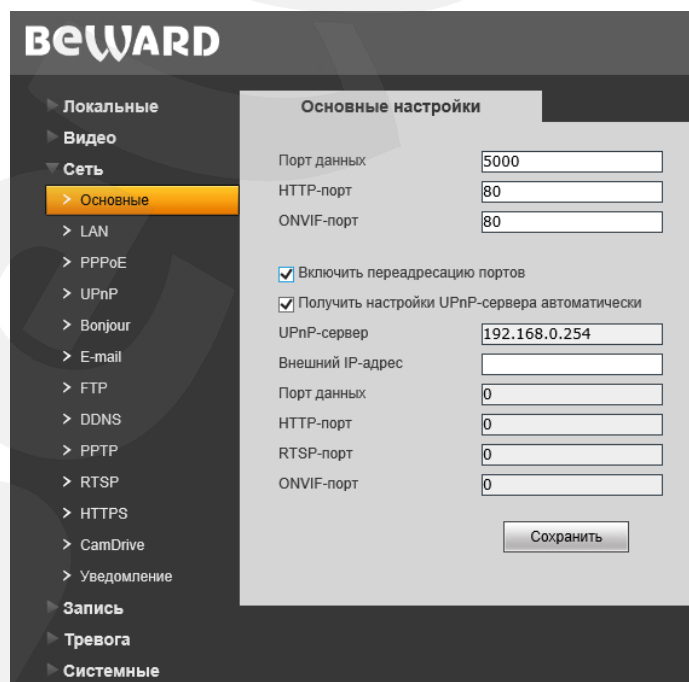 BEWARD
Локальные
Видео
Сеть
Основные
LAN
PPPoE
UPnP
Bonjour
E-mail
FTP
DDNS
PPTP
RTSP
HTTPS
CamDrive
Уведомление
Запись
Тревога
Системные
Основные настройки
Порт данных 5000
HTTP-порт 80
ONVIF-порт 80
Включить переадресацию портов
Получить настройки UPnP-сервера автоматически
UPnP-сервер 192.168.0.254
Внешний IP-адрес
Порт данных 0
HTTP-порт 0
RTSP-порт 0
ONVIF-порт 0
Сохранить